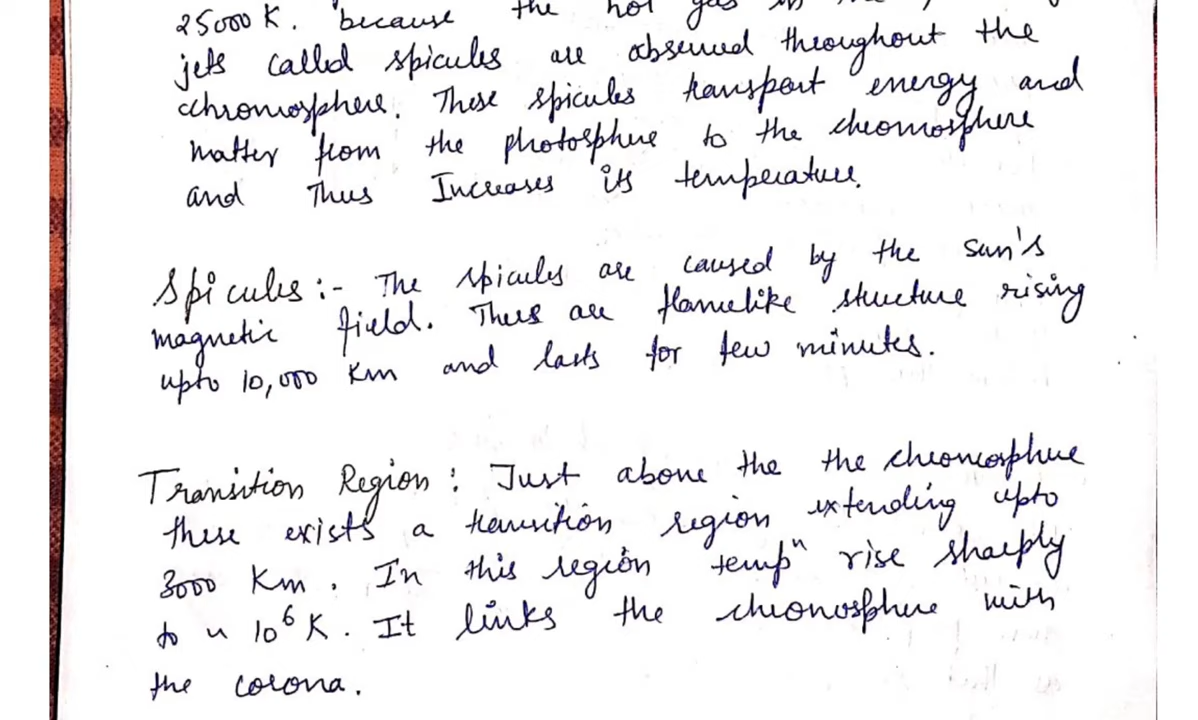 25000 K. because the hot gas in
jets called spicules are observed throughout the
chromosphere. These spicules transport energy and
matter from the photosphere to the chromosphere
and Thus Increases its temperature.
Spicules :- The spicules are caused by the sun's
magnetic field. These are flamelike structure rising
upto 10,000 Km and lasts for few minutes.
Transition Region : Just above the the chromosphere
there exists a transition region extending upto
3000 Km. In this region tempⁿ rise sharply
to ~ 10⁶ K. It links the chromosphere with
the corona.